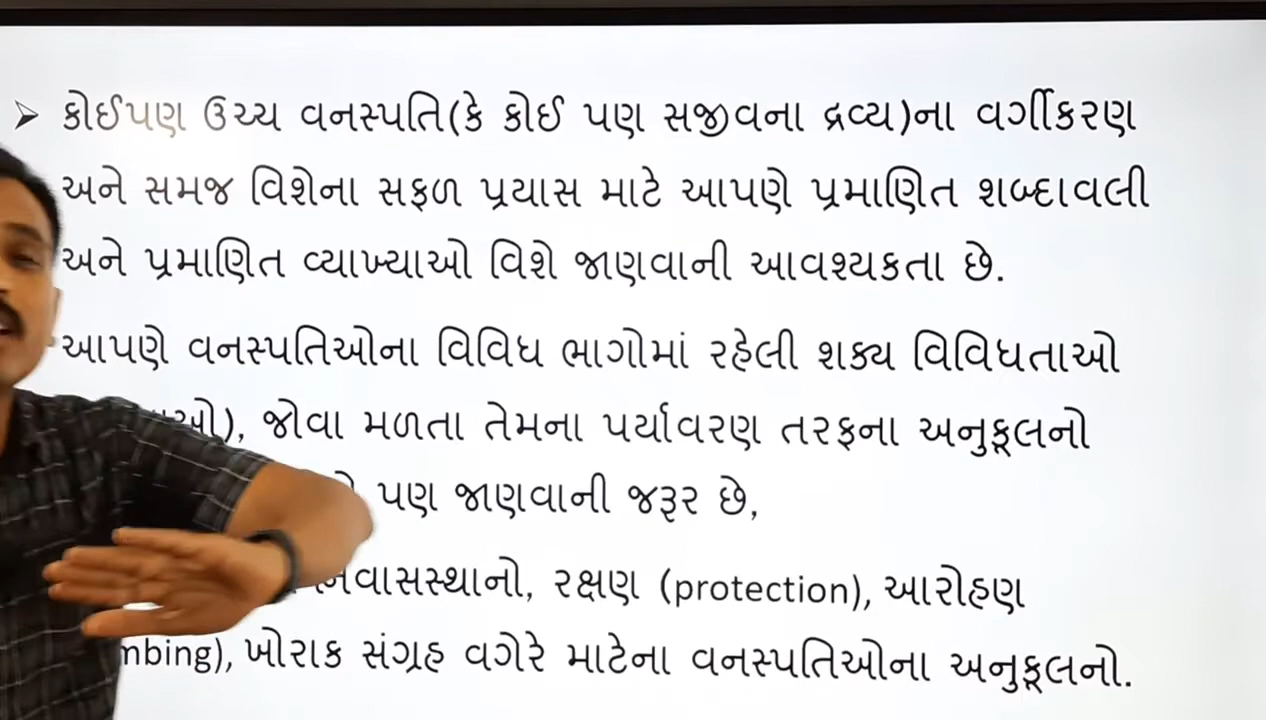 ➢ કોઈપણ ઉચ્ચ વનસ્પતિ(કે કોઈ પણ સજીવના દ્રવ્ય)ના વર્ગીકરણ
અને સમજ વિશેના સફળ પ્રયાસ માટે આપણે પ્રમાણિત શબ્દાવલી
અને પ્રમાણિત વ્યાખ્યાઓ વિશે જાણવાની આવશ્યકતા છે.
આપણે વનસ્પતિઓના વિવિધ ભાગોમાં રહેલી શક્ય વિવિધતાઓ
જોવા મળતા તેમના પર્યાવરણ તરફના અનુકૂલનો
પણ જાણવાની જરૂર છે,
રક્ષણ (protection), આરોહણ
ખોરાક સંગ્રહ વગેરે માટેના વનસ્પતિઓના અનુકૂલનો.